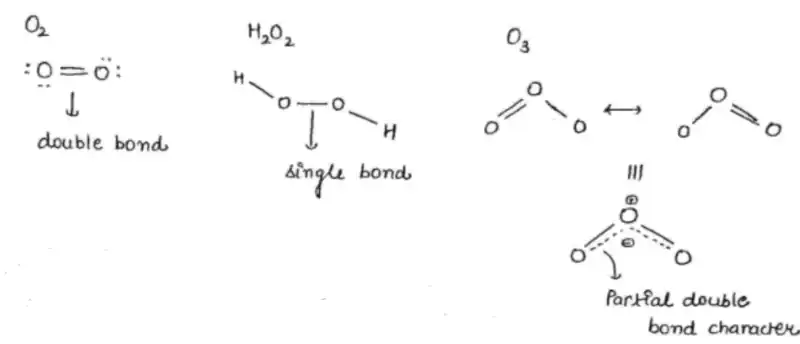 O₂
:Ö=Ö:
double bond
H₂O₂
H
O—O
H
single bond
O₃
O
O O ↔ O O
O
|||
⊕
O
⊖
O O
Partial double
bond character